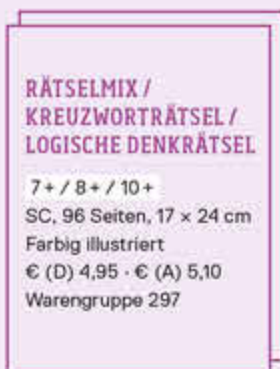 RÄTSELMIX /
KREUZWORTRÄTSEL /
LOGISCHE DENKRÄTSEL
7+ / 8+ / 10+
SC, 96 Seiten, 17 × 24 cm
Farbig illustriert
€ (D) 4,95 · € (A) 5,10
Warengruppe 297